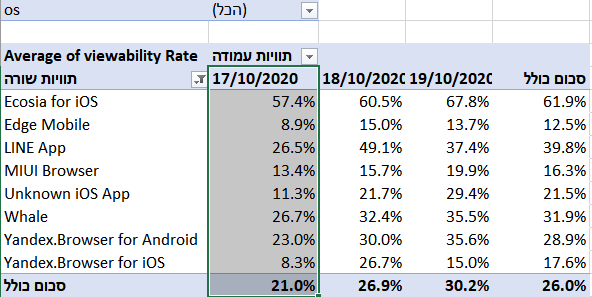 os (הכל)
Average of viewability Rate תוויות עמודה
תוויות שורה 17/10/2020 18/10/2020 19/10/2020 סכום כולל
Ecosia for iOS 57.4% 60.5% 67.8% 61.9%
Edge Mobile 8.9% 15.0% 13.7% 12.5%
LINE App 26.5% 49.1% 37.4% 39.8%
MIUI Browser 13.4% 15.7% 19.9% 16.3%
Unknown iOS App 11.3% 21.7% 29.4% 21.5%
Whale 26.7% 32.4% 35.5% 31.9%
Yandex.Browser for Android 23.0% 30.0% 35.6% 28.9%
Yandex.Browser for iOS 8.3% 26.7% 15.0% 17.6%
סכום כולל 21.0% 26.9% 30.2% 26.0%